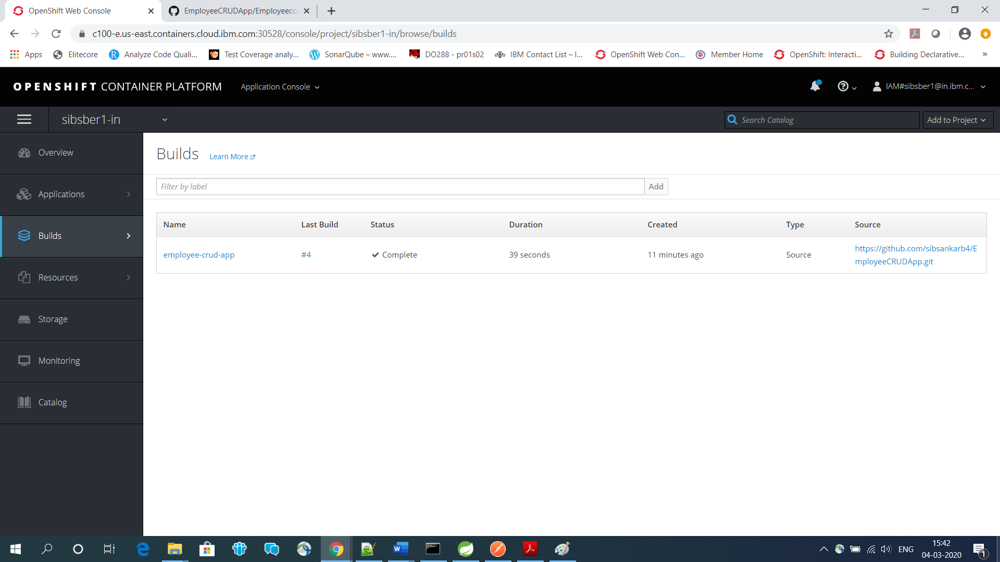 OpenShift Web Console
EmployeeCRUDApp/Employeeco
c100-e.us-east.containers.cloud.ibm.com:30528/console/project/sibsber1-in/browse/builds
Apps Elitecore Analyze Code Quali... Test Coverage analy... SonarQube – www.... DO288 - pr01s02 IBM Contact List – I... OpenShift Web Con... Member Home OpenShift: Interacti... Building Declarative... »
OPENSHIFT CONTAINER PLATFORM Application Console IAM#sibsber1@in.ibm.c...
sibsber1-in Search Catalog Add to Project
Overview
Applications
Builds
Resources
Storage
Monitoring
Catalog
Builds Learn More
Filter by label Add
Name Last Build Status Duration Created Type Source
employee-crud-app #4 Complete 39 seconds 11 minutes ago Source https://github.com/sibsankarb4/E
mployeeCRUDApp.git
ENG
15:42
04-03-2020
1